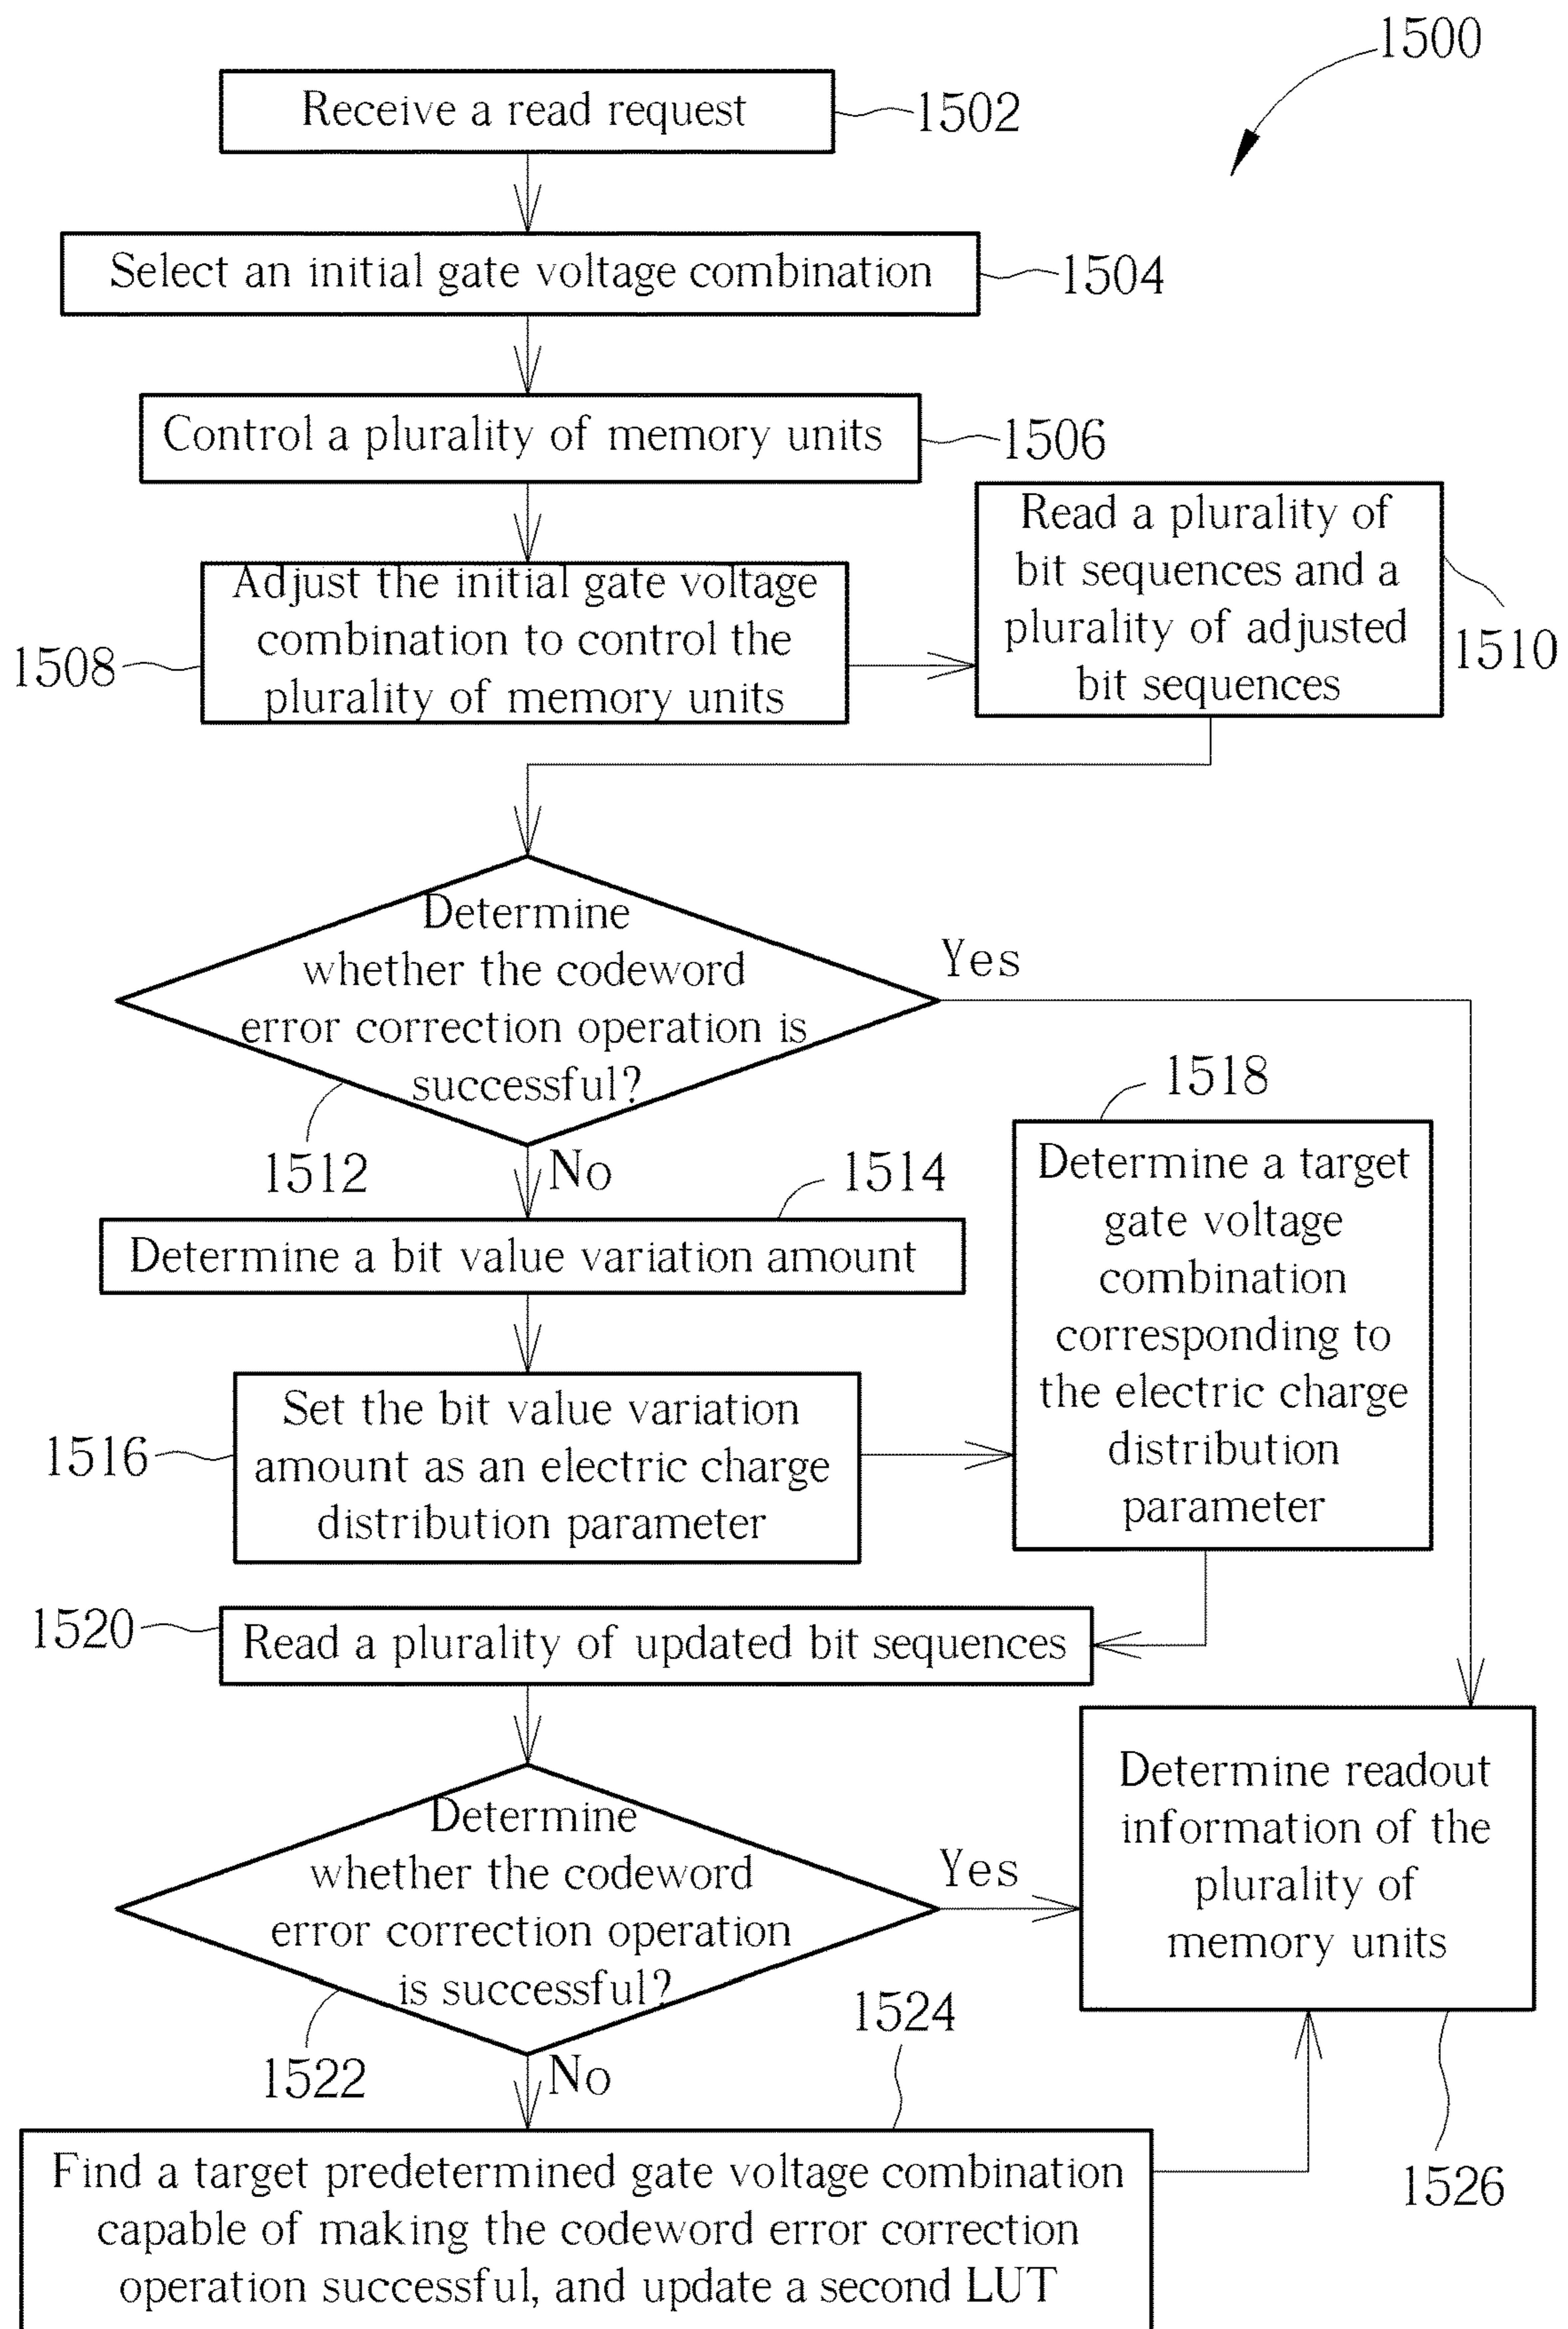 1500
Receive a read request
1502
Select an initial gate voltage combination
1504
Control a plurality of memory units
1506
Adjust the initial gate voltage
combination to control the
plurality of memory units
1508
Read a plurality of
bit sequences and a
plurality of adjusted
bit sequences
1510
Determine
whether the codeword
error correction operation is
successful?
Yes
1512
No
1514
Determine a bit value variation amount
Set the bit value variation
amount as an electric charge
distribution parameter
1516
1518
Determine a target
gate voltage
combination
corresponding to
the electric charge
distribution
parameter
1520
Read a plurality of updated bit sequences
Determine
whether the codeword
error correction operation
is successful?
Yes
1522
No
Determine readout
information of the
plurality of
memory units
1526
1524
Find a target predetermined gate voltage combination
capable of making the codeword error correction
operation successful, and update a second LUT